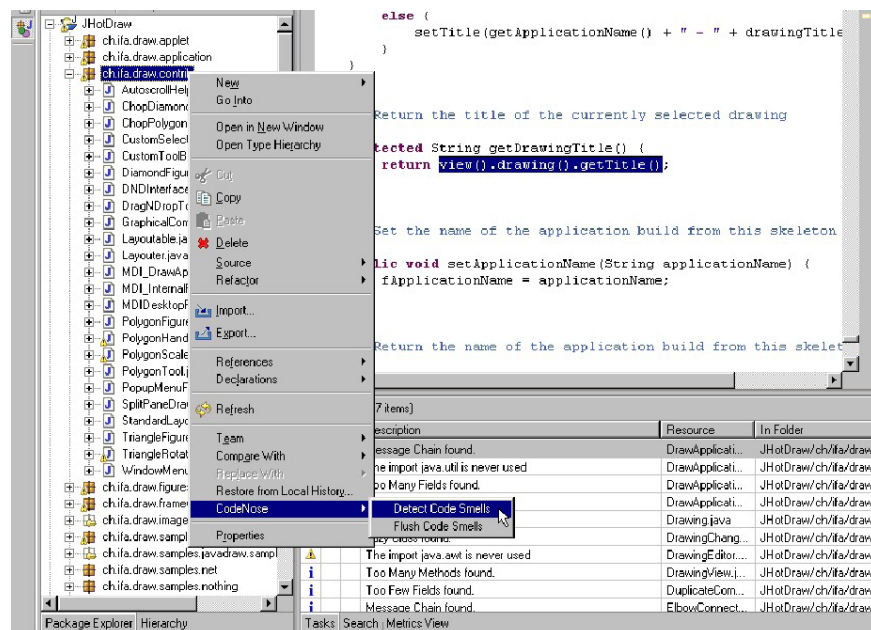 JHotDraw
ch.ifa.draw.applet
ch.ifa.draw.application
ch.ifa.draw.contri
AutoscrollHel
ChopDiamon
ChopPolygon
CustomSelec
CustomToolB
DiamondFigu
DNDInterface
DragNDropT
GraphicalCom
Layoutable.ja
Layouter.java
MDI_DrawAp
MDI_InternalF
MDIDesktopF
PolygonFigure
PolygonHand
PolygonScale
PolygonTool.j
PopupMenuF
SplitPaneDra
StandardLayo
TriangleFigure
TriangleRotat
WindowMenu
ch.ifa.draw.figure
ch.ifa.draw.frame
ch.ifa.draw.image
ch.ifa.draw.sampl
ch.ifa.draw.samples.javadraw.sampl
ch.ifa.draw.samples.net
ch.ifa.draw.samples.nothing
Package Explorer Hierarchy
New
Go Into
Open in New Window
Open Type Hierarchy
Cut
Copy
Paste
Delete
Source
Refactor
Import...
Export...
References
Declarations
Refresh
Team
Compare With
Replace With
Restore from Local History...
CodeNose
Properties
Detect Code Smells
Flush Code Smells
else {
setTitle(getApplicationName() + " - " + drawingTitle
}
}
Return the title of the currently selected drawing
tected String getDrawingTitle() {
return view().drawing().getTitle();
Set the name of the application build from this skeleton
lic void setApplicationName(String applicationName) {
fApplicationName = applicationName;
Return the name of the application build from this skelet
7 items)
escription Resource In Folder
essage Chain found. DrawApplicati... JHotDraw/ch/ifa/draw
he import java.util is never used DrawApplicati... JHotDraw/ch/ifa/draw
oo Many Fields found. DrawApplicati... JHotDraw/ch/ifa/draw
Drawing.java JHotDraw/ch/ifa/draw
azy Class found. DrawingChang... JHotDraw/ch/ifa/draw
The import java.awt is never used DrawingEditor.... JHotDraw/ch/ifa/draw
Too Many Methods found. DrawingView.j... JHotDraw/ch/ifa/draw
Too Few Fields found. DuplicateCom... JHotDraw/ch/ifa/draw
Message Chain found. ElbowConnect... JHotDraw/ch/ifa/draw
Tasks Search Metrics View